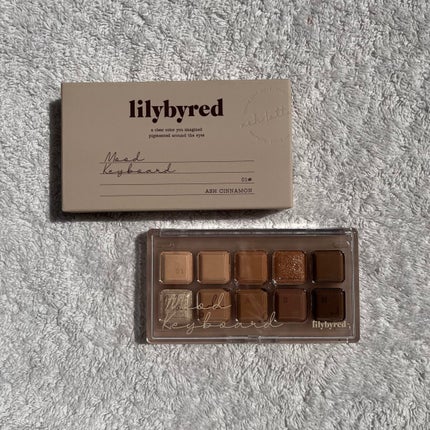 lilybyred
a clear color you imagined
pigmented around the eyes
Mood
Keyboard
01#
ASH CINNAMON
Mood
Keyboard
lilybyred